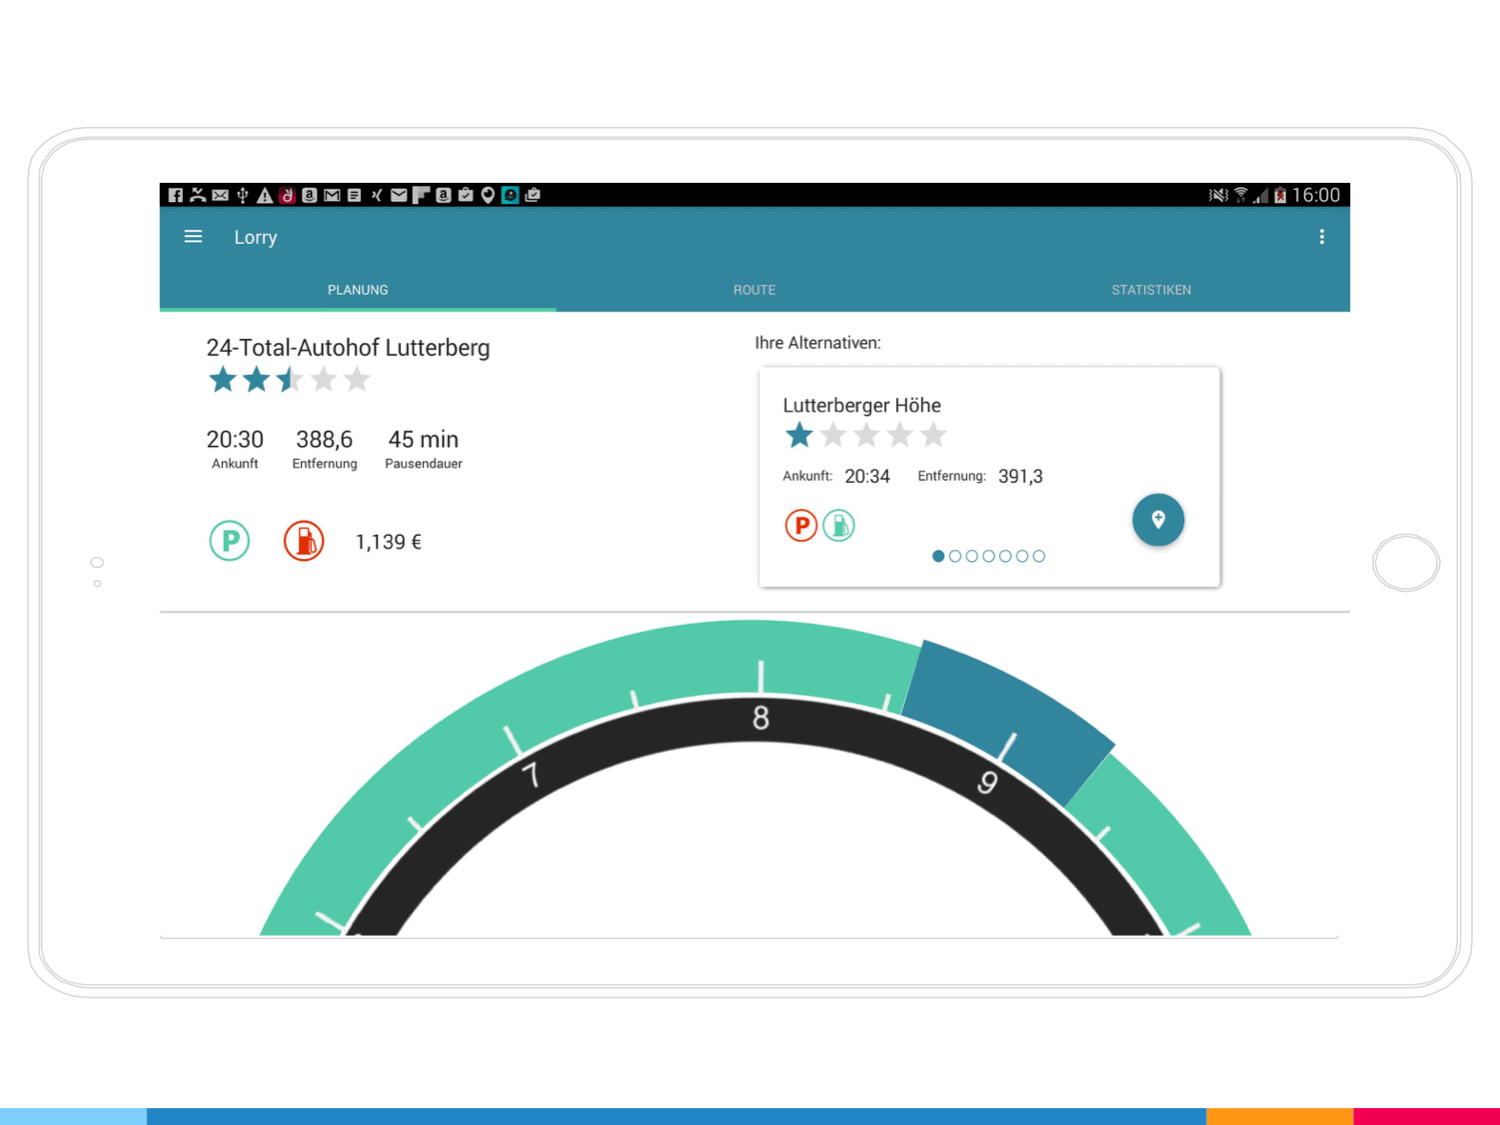 16:00
Lorry
PLANUNG
ROUTE
STATISTIKEN
24-Total-Autohof Lutterberg
20:30 388,6 45 min
Ankunft Entfernung Pausendauer
P 1,139 €
Ihre Alternativen:
Lutterberger Höhe
Ankunft: 20:34 Entfernung: 391,3
P
7
8
9